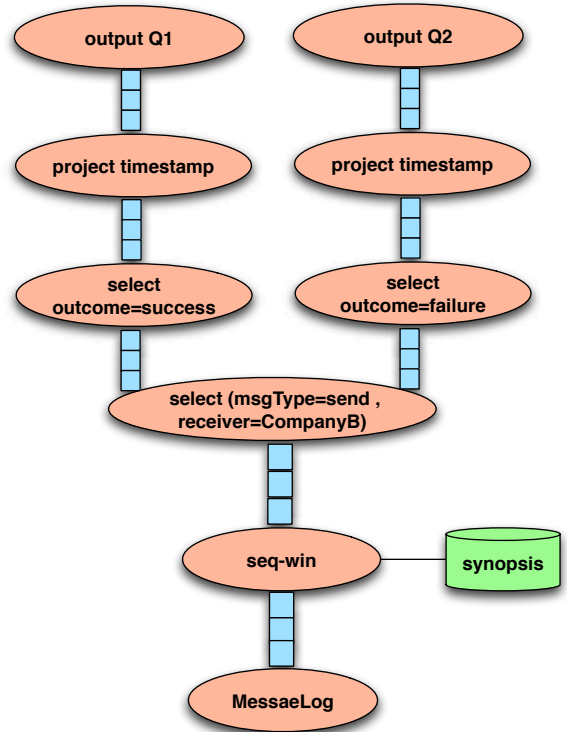 output Q1
output Q2
project timestamp
project timestamp
select
outcome=success
select
outcome=failure
select (msgType=send ,
receiver=CompanyB)
seq-win
synopsis
MessaeLog